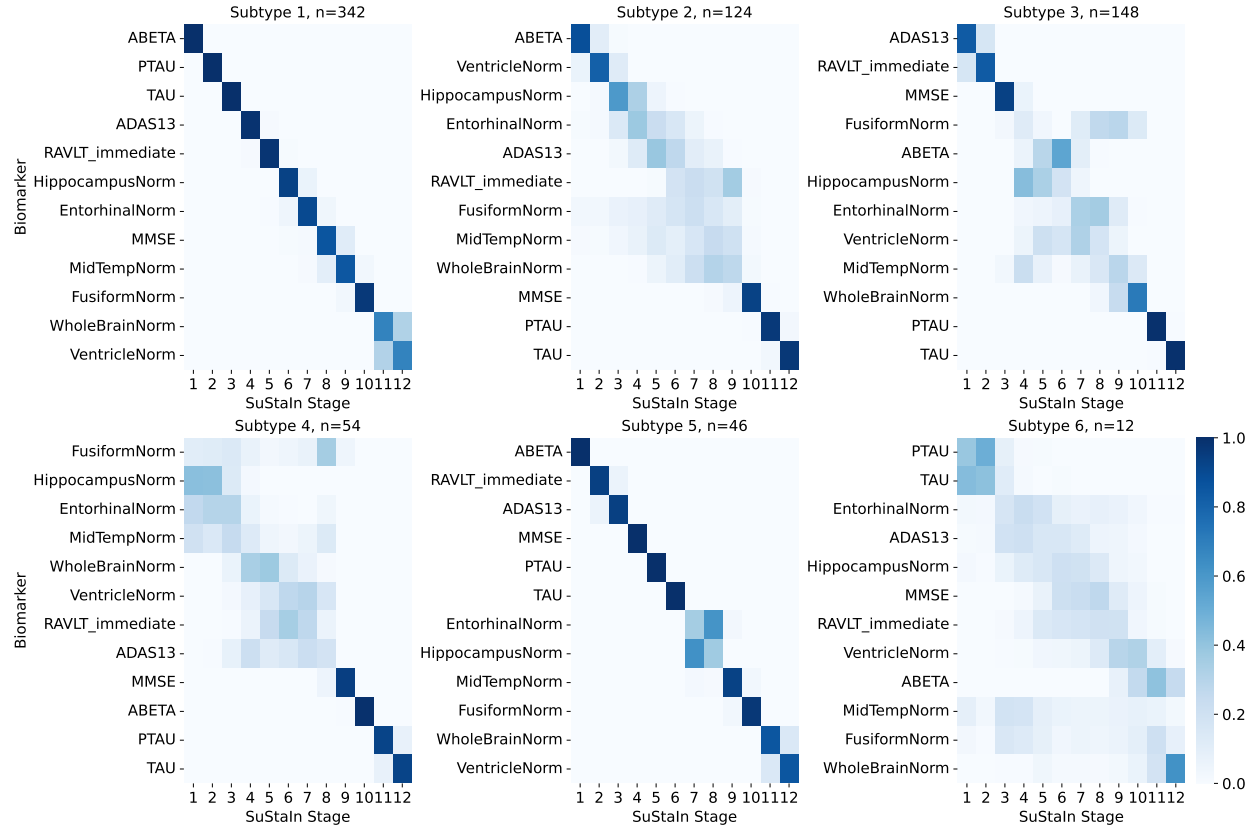 Subtype 1, n=342
Biomarker
ABETA
PTAU
TAU
ADAS13
RAVLT_immediate
HippocampusNorm
EntorhinalNorm
MMSE
MidTempNorm
FusiformNorm
WholeBrainNorm
VentricleNorm
1 2 3 4 5 6 7 8 9 10 11 12
SuStaIn Stage
Subtype 2, n=124
ABETA
VentricleNorm
HippocampusNorm
EntorhinalNorm
ADAS13
RAVLT_immediate
FusiformNorm
MidTempNorm
WholeBrainNorm
MMSE
PTAU
TAU
1 2 3 4 5 6 7 8 9 10 11 12
SuStaIn Stage
Subtype 3, n=148
ADAS13
RAVLT_immediate
MMSE
FusiformNorm
ABETA
HippocampusNorm
EntorhinalNorm
VentricleNorm
MidTempNorm
WholeBrainNorm
PTAU
TAU
1 2 3 4 5 6 7 8 9 10 11 12
SuStaIn Stage
Subtype 4, n=54
Biomarker
FusiformNorm
HippocampusNorm
EntorhinalNorm
MidTempNorm
WholeBrainNorm
VentricleNorm
RAVLT_immediate
ADAS13
MMSE
ABETA
PTAU
TAU
1 2 3 4 5 6 7 8 9 10 11 12
SuStaIn Stage
Subtype 5, n=46
ABETA
RAVLT_immediate
ADAS13
MMSE
PTAU
TAU
EntorhinalNorm
HippocampusNorm
MidTempNorm
FusiformNorm
WholeBrainNorm
VentricleNorm
1 2 3 4 5 6 7 8 9 10 11 12
SuStaIn Stage
Subtype 6, n=12
PTAU
TAU
EntorhinalNorm
ADAS13
HippocampusNorm
MMSE
RAVLT_immediate
VentricleNorm
ABETA
MidTempNorm
FusiformNorm
WholeBrainNorm
1 2 3 4 5 6 7 8 9 10 11 12
SuStaIn Stage
1.0
0.8
0.6
0.4
0.2
0.0